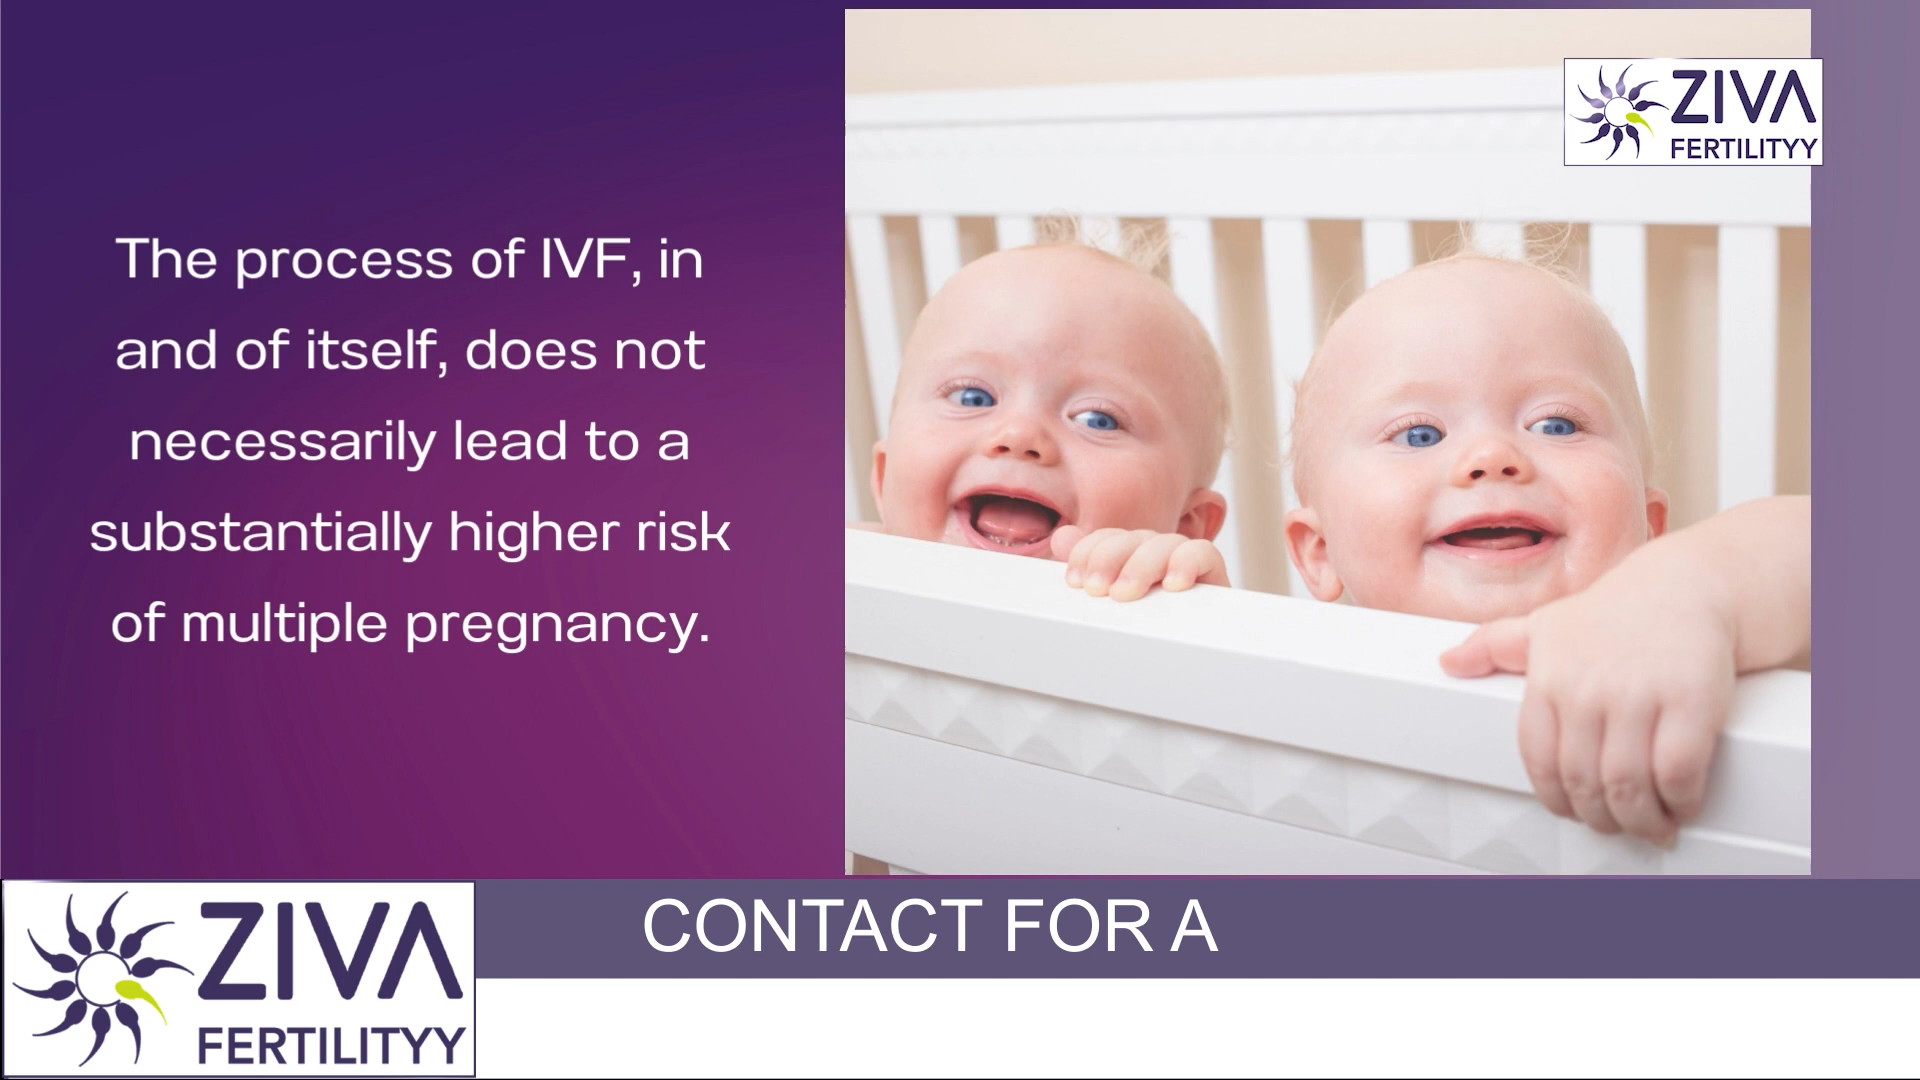 ZIVA
FERTILITYY
The process of IVF, in
and of itself, does not
necessarily lead to a
substantially higher risk
of multiple pregnancy.
CONTACT FOR A
ZIVA
FERTILITYY